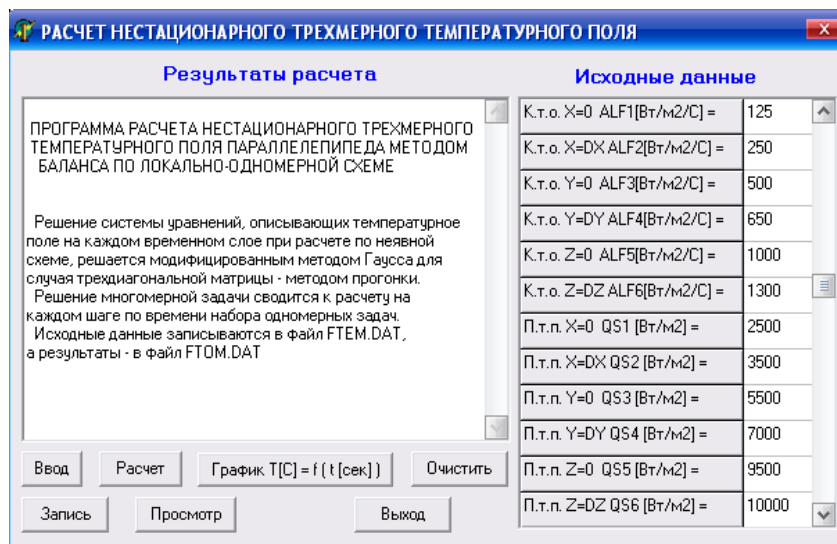 РАСЧЕТ НЕСТАЦИОНАРНОГО ТРЕХМЕРНОГО ТЕМПЕРАТУРНОГО ПОЛЯ
Результаты расчета
ПРОГРАММА РАСЧЕТА НЕСТАЦИОНАРНОГО ТРЕХМЕРНОГО
ТЕМПЕРАТУРНОГО ПОЛЯ ПАРАЛЛЕЛЕПИПЕДА МЕТОДОМ
БАЛАНСА ПО ЛОКАЛЬНО-ОДНОМЕРНОЙ СХЕМЕ
Решение системы уравнений, описывающих температурное
поле на каждом временном слое при расчете по неявной
схеме, решается модифицированным методом Гаусса для
случая трехдиагональной матрицы - методом прогонки.
Решение многомерной задачи сводится к расчету на
каждом шаге по времени набора одномерных задач.
Исходные данные записываются в файл FTEM.DAT,
а результаты - в файл FTOM.DAT
Ввод Расчет График T[C] = f ( t [сек] ) Очистить
Запись Просмотр Выход
Исходные данные
К.т.о. X=0 ALF1[Вт/м2/С] = 125
К.т.о. X=DX ALF2[Вт/м2/С] = 250
К.т.о. Y=0 ALF3[Вт/м2/С] = 500
К.т.о. Y=DY ALF4[Вт/м2/С] = 650
К.т.о. Z=0 ALF5[Вт/м2/С] = 1000
К.т.о. Z=DZ ALF6[Вт/м2/С] = 1300
П.т.п. X=0 QS1 [Вт/м2] = 2500
П.т.п. X=DX QS2 [Вт/м2] = 3500
П.т.п. Y=0 QS3 [Вт/м2] = 5500
П.т.п. Y=DY QS4 [Вт/м2] = 7000
П.т.п. Z=0 QS5 [Вт/м2] = 9500
П.т.п. Z=DZ QS6 [Вт/м2] = 10000